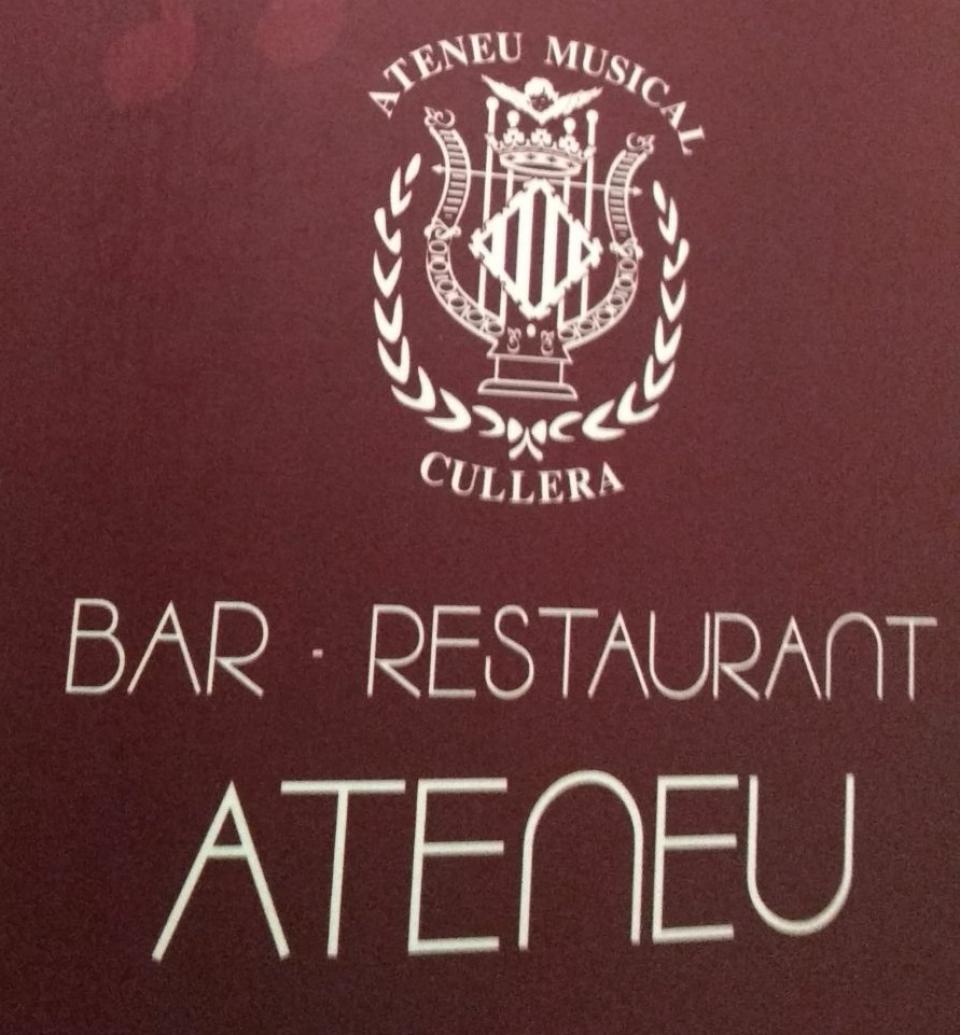 ATENEU MUSICAL
CULLERA
BAR - RESTAURANT
ATENEU